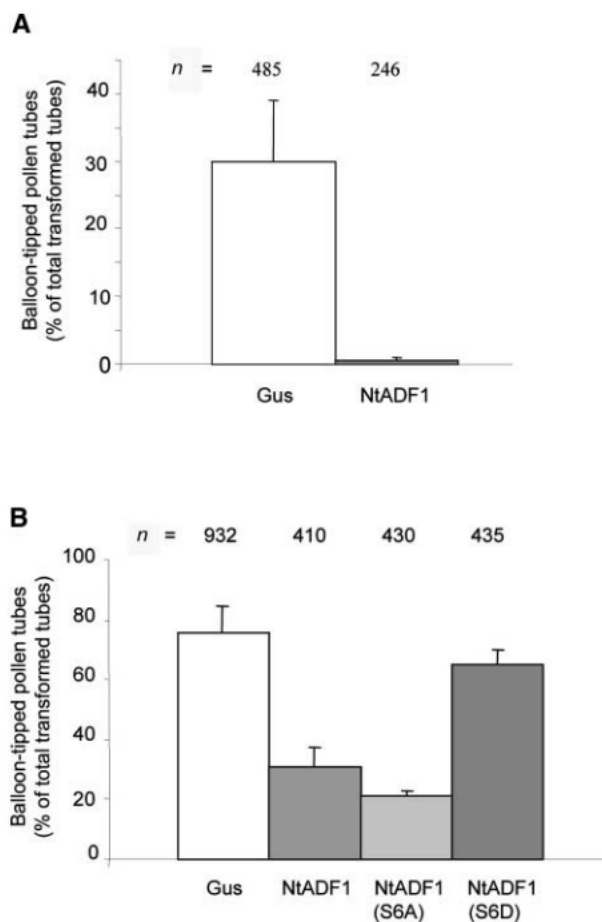 A
n = 485 246
Balloon-tipped pollen tubes
(% of total transformed tubes)
40
30
20
10
0
Gus NtADF1
B
n = 932 410 430 435
Balloon-tipped pollen tubes
(% of total transformed tubes)
100
80
60
40
20
0
Gus NtADF1 NtADF1 NtADF1
(S6A) (S6D)